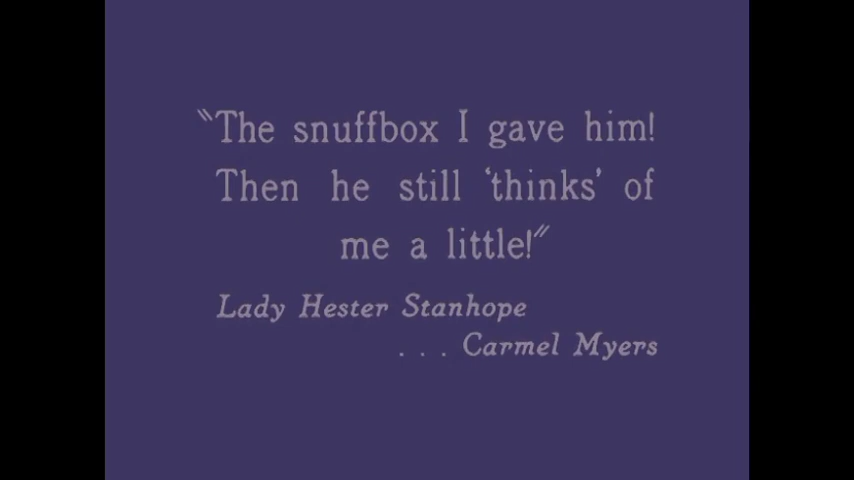 "The snuffbox I gave him!
Then he still 'thinks' of
me a little!"
Lady Hester Stanhope
. . . Carmel Myers